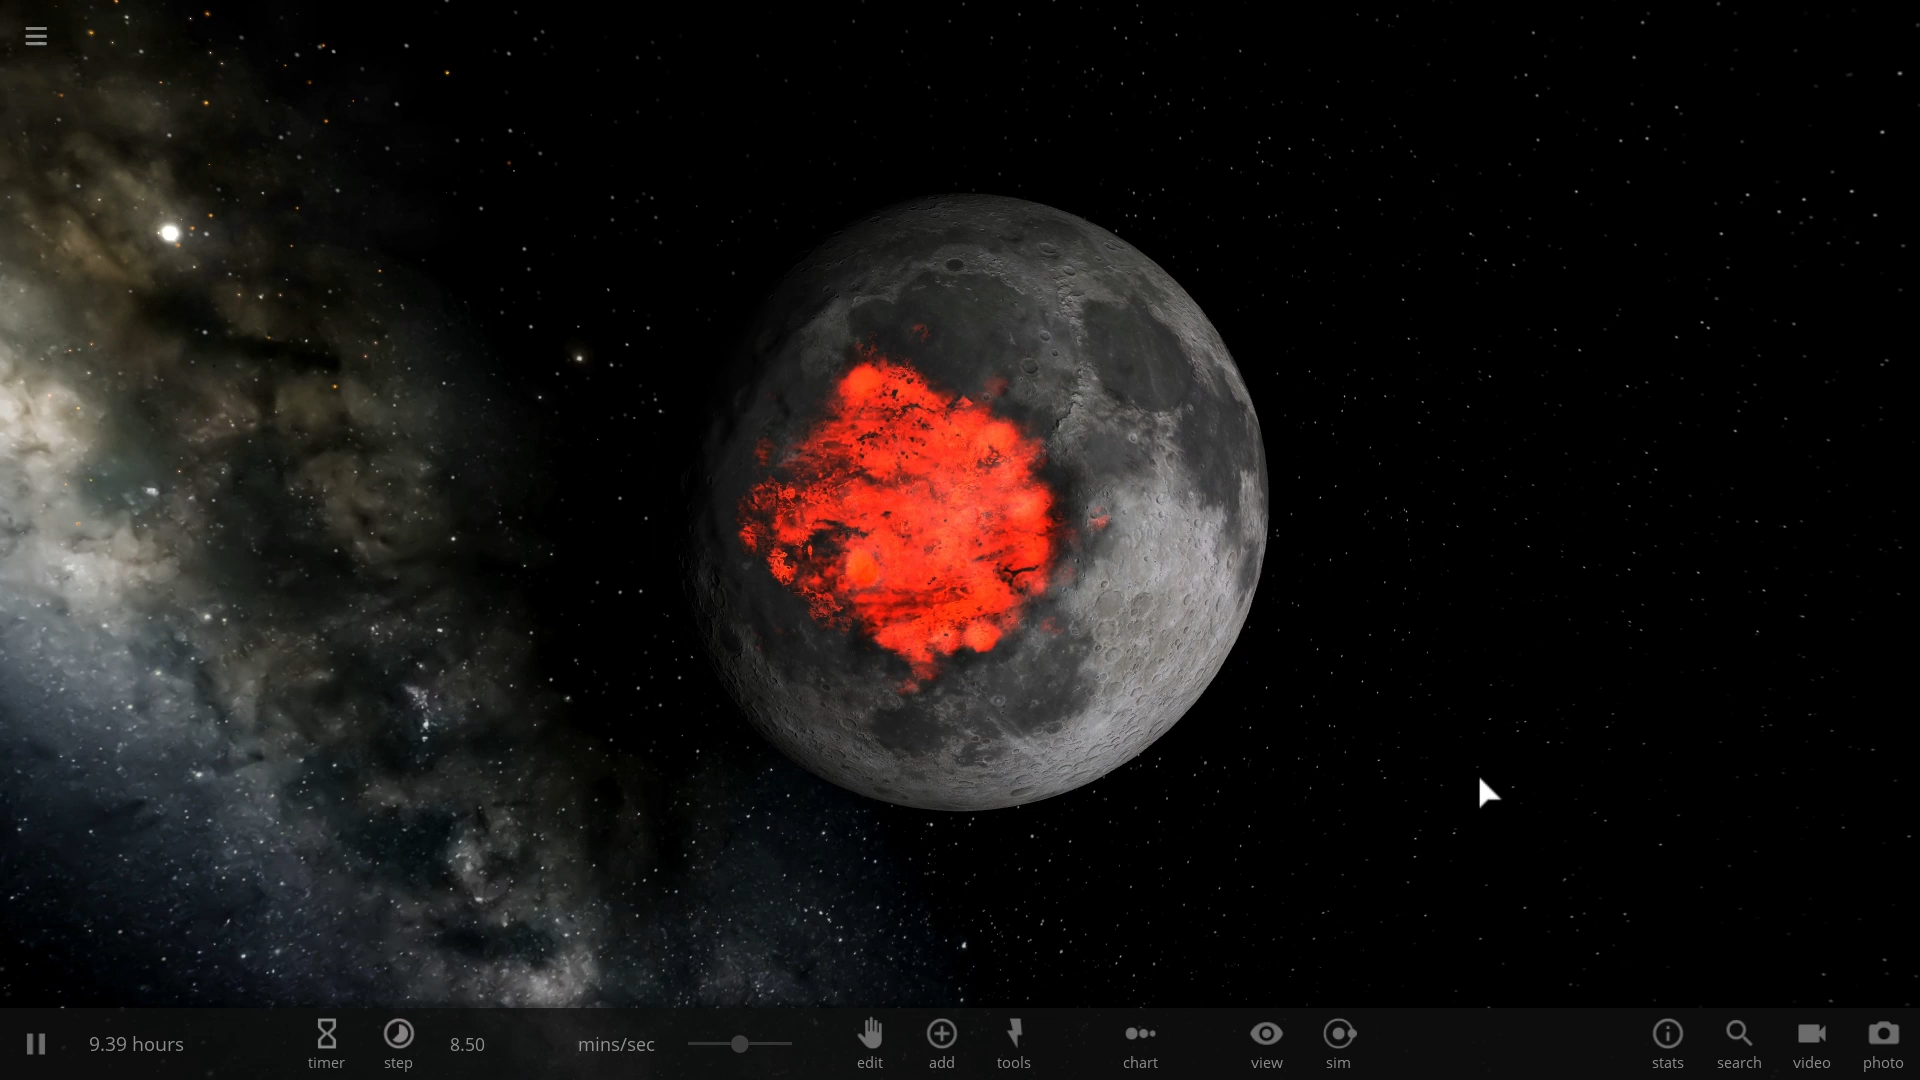 9.39 hours
timer
step
8.50
mins/sec
edit
add
tools
chart
view
sim
stats
search
video
photo